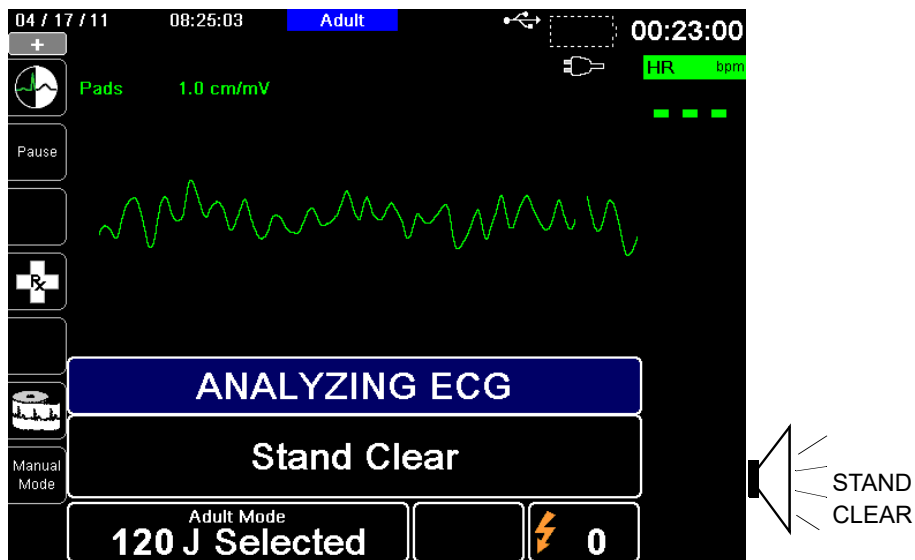 04 / 17 / 11 08:25:03 Adult 00:23:00
+
HR bpm
Pads 1.0 cm/mV
- - -
Pause
Rx
ANALYZING ECG
Stand Clear
Manual
Mode
Adult Mode
120 J Selected
0
STAND
CLEAR